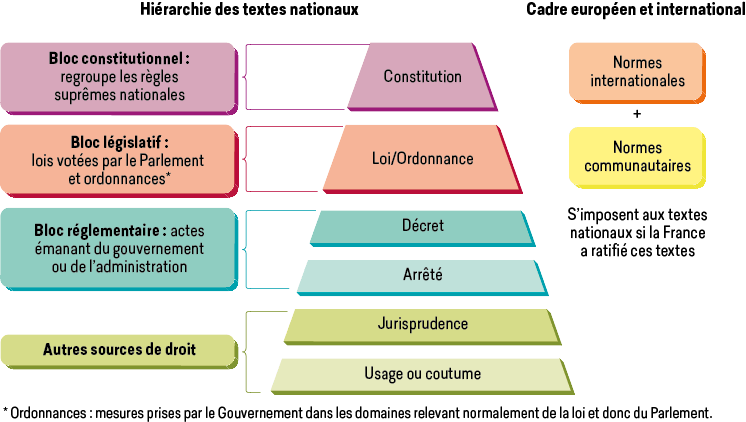 Hiérarchie des textes nationaux
Cadre européen et international
Bloc constitutionnel :
regroupe les règles
suprêmes nationales
Constitution
Normes
internationales
+
Bloc législatif :
lois votées par le Parlement
et ordonnances*
Loi/Ordonnance
Normes
communautaires
Bloc réglementaire : actes
émanant du gouvernement
ou de l’administration
Décret
Arrêté
S’imposent aux textes
nationaux si la France
a ratifié ces textes
Autres sources de droit
Jurisprudence
Usage ou coutume
* Ordonnances : mesures prises par le Gouvernement dans les domaines relevant normalement de la loi et donc du Parlement.